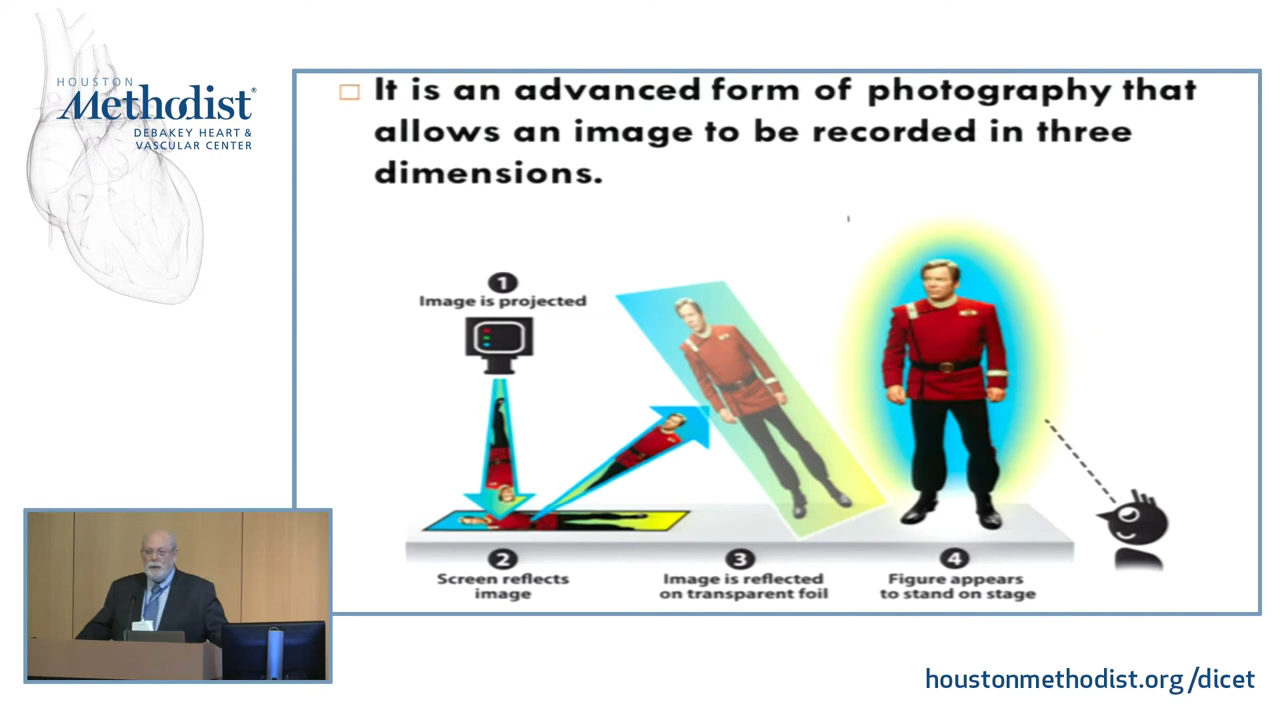 HOUSTON
Methodist®
DEBAKEY HEART &
VASCULAR CENTER
It is an advanced form of photography that
allows an image to be recorded in three
dimensions.
1
Image is projected
2
Screen reflects
image
3
Image is reflected
on transparent foil
4
Figure appears
to stand on stage
houstonmethodist.org/dicet